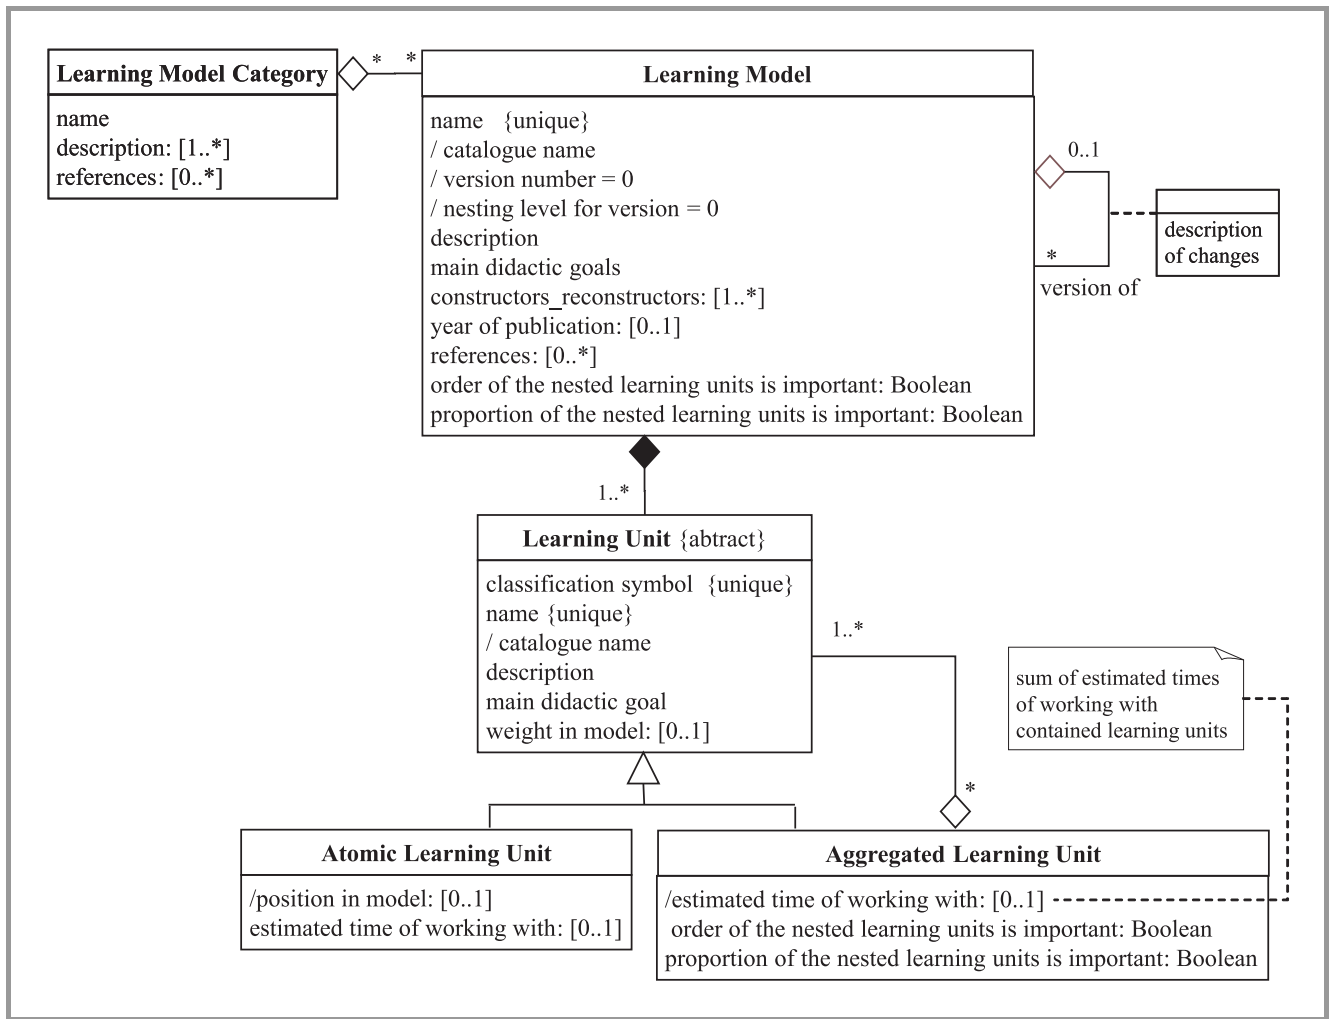 Learning Model Category
* *
Learning Model
name
description: [1..*]
references: [0..*]
name {unique}
/ catalogue name
/ version number = 0
/ nesting level for version = 0
description
main didactic goals
constructors_reconstructors: [1..*]
year of publication: [0..1]
references: [0..*]
order of the nested learning units is important: Boolean
proportion of the nested learning units is important: Boolean
0..1
*
version of
description
of changes
1..*
Learning Unit {abtract}
classification symbol {unique}
name {unique}
/ catalogue name
description
main didactic goal
weight in model: [0..1]
1..*
*
sum of estimated times
of working with
contained learning units
Atomic Learning Unit
/position in model: [0..1]
estimated time of working with: [0..1]
Aggregated Learning Unit
/estimated time of working with: [0..1]
order of the nested learning units is important: Boolean
proportion of the nested learning units is important: Boolean